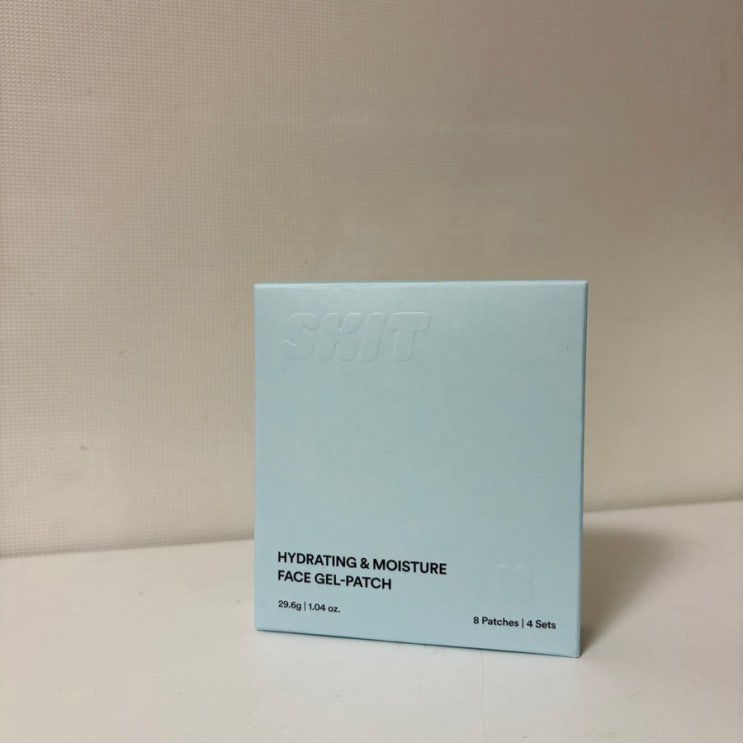 SKIT
HYDRATING & MOISTURE
FACE GEL-PATCH
29.6g | 1.04 oz.
8 Patches | 4 Sets